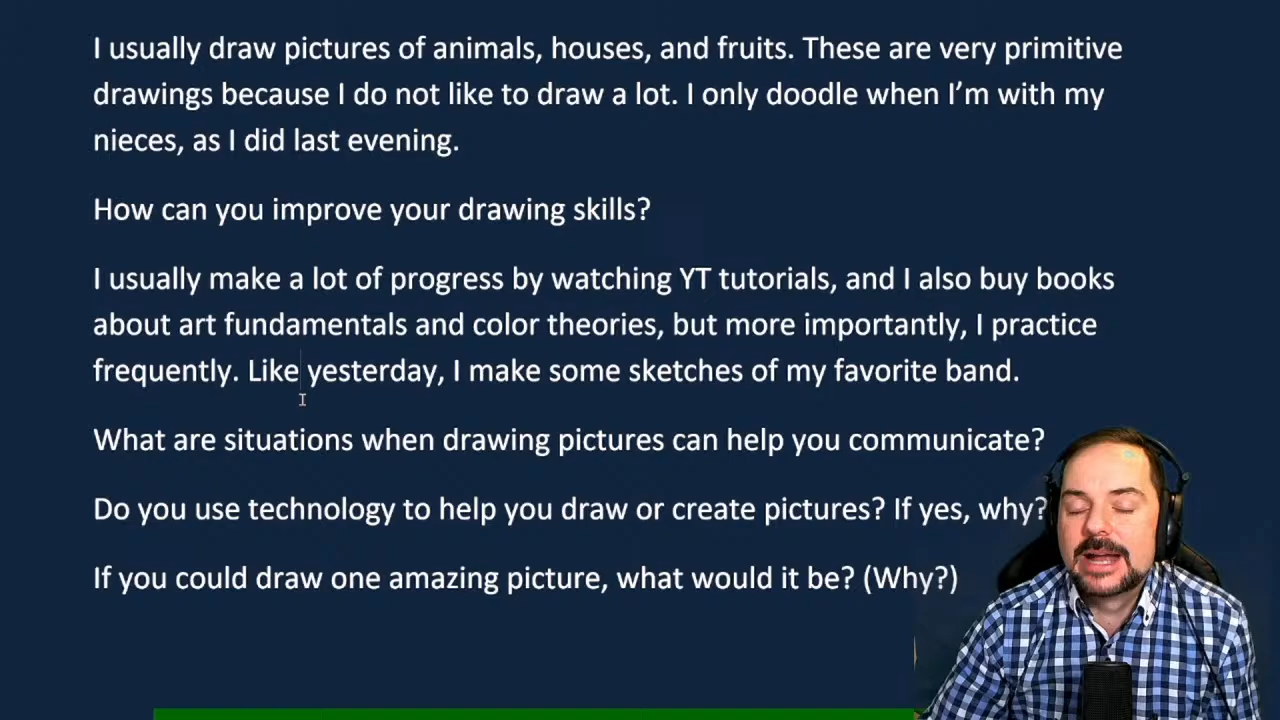 I usually draw pictures of animals, houses, and fruits. These are very primitive
drawings because I do not like to draw a lot. I only doodle when I’m with my
nieces, as I did last evening.
How can you improve your drawing skills?
I usually make a lot of progress by watching YT tutorials, and I also buy books
about art fundamentals and color theories, but more importantly, I practice
frequently. Like yesterday, I make some sketches of my favorite band.
What are situations when drawing pictures can help you communicate?
Do you use technology to help you draw or create pictures? If yes, why?
If you could draw one amazing picture, what would it be? (Why?)